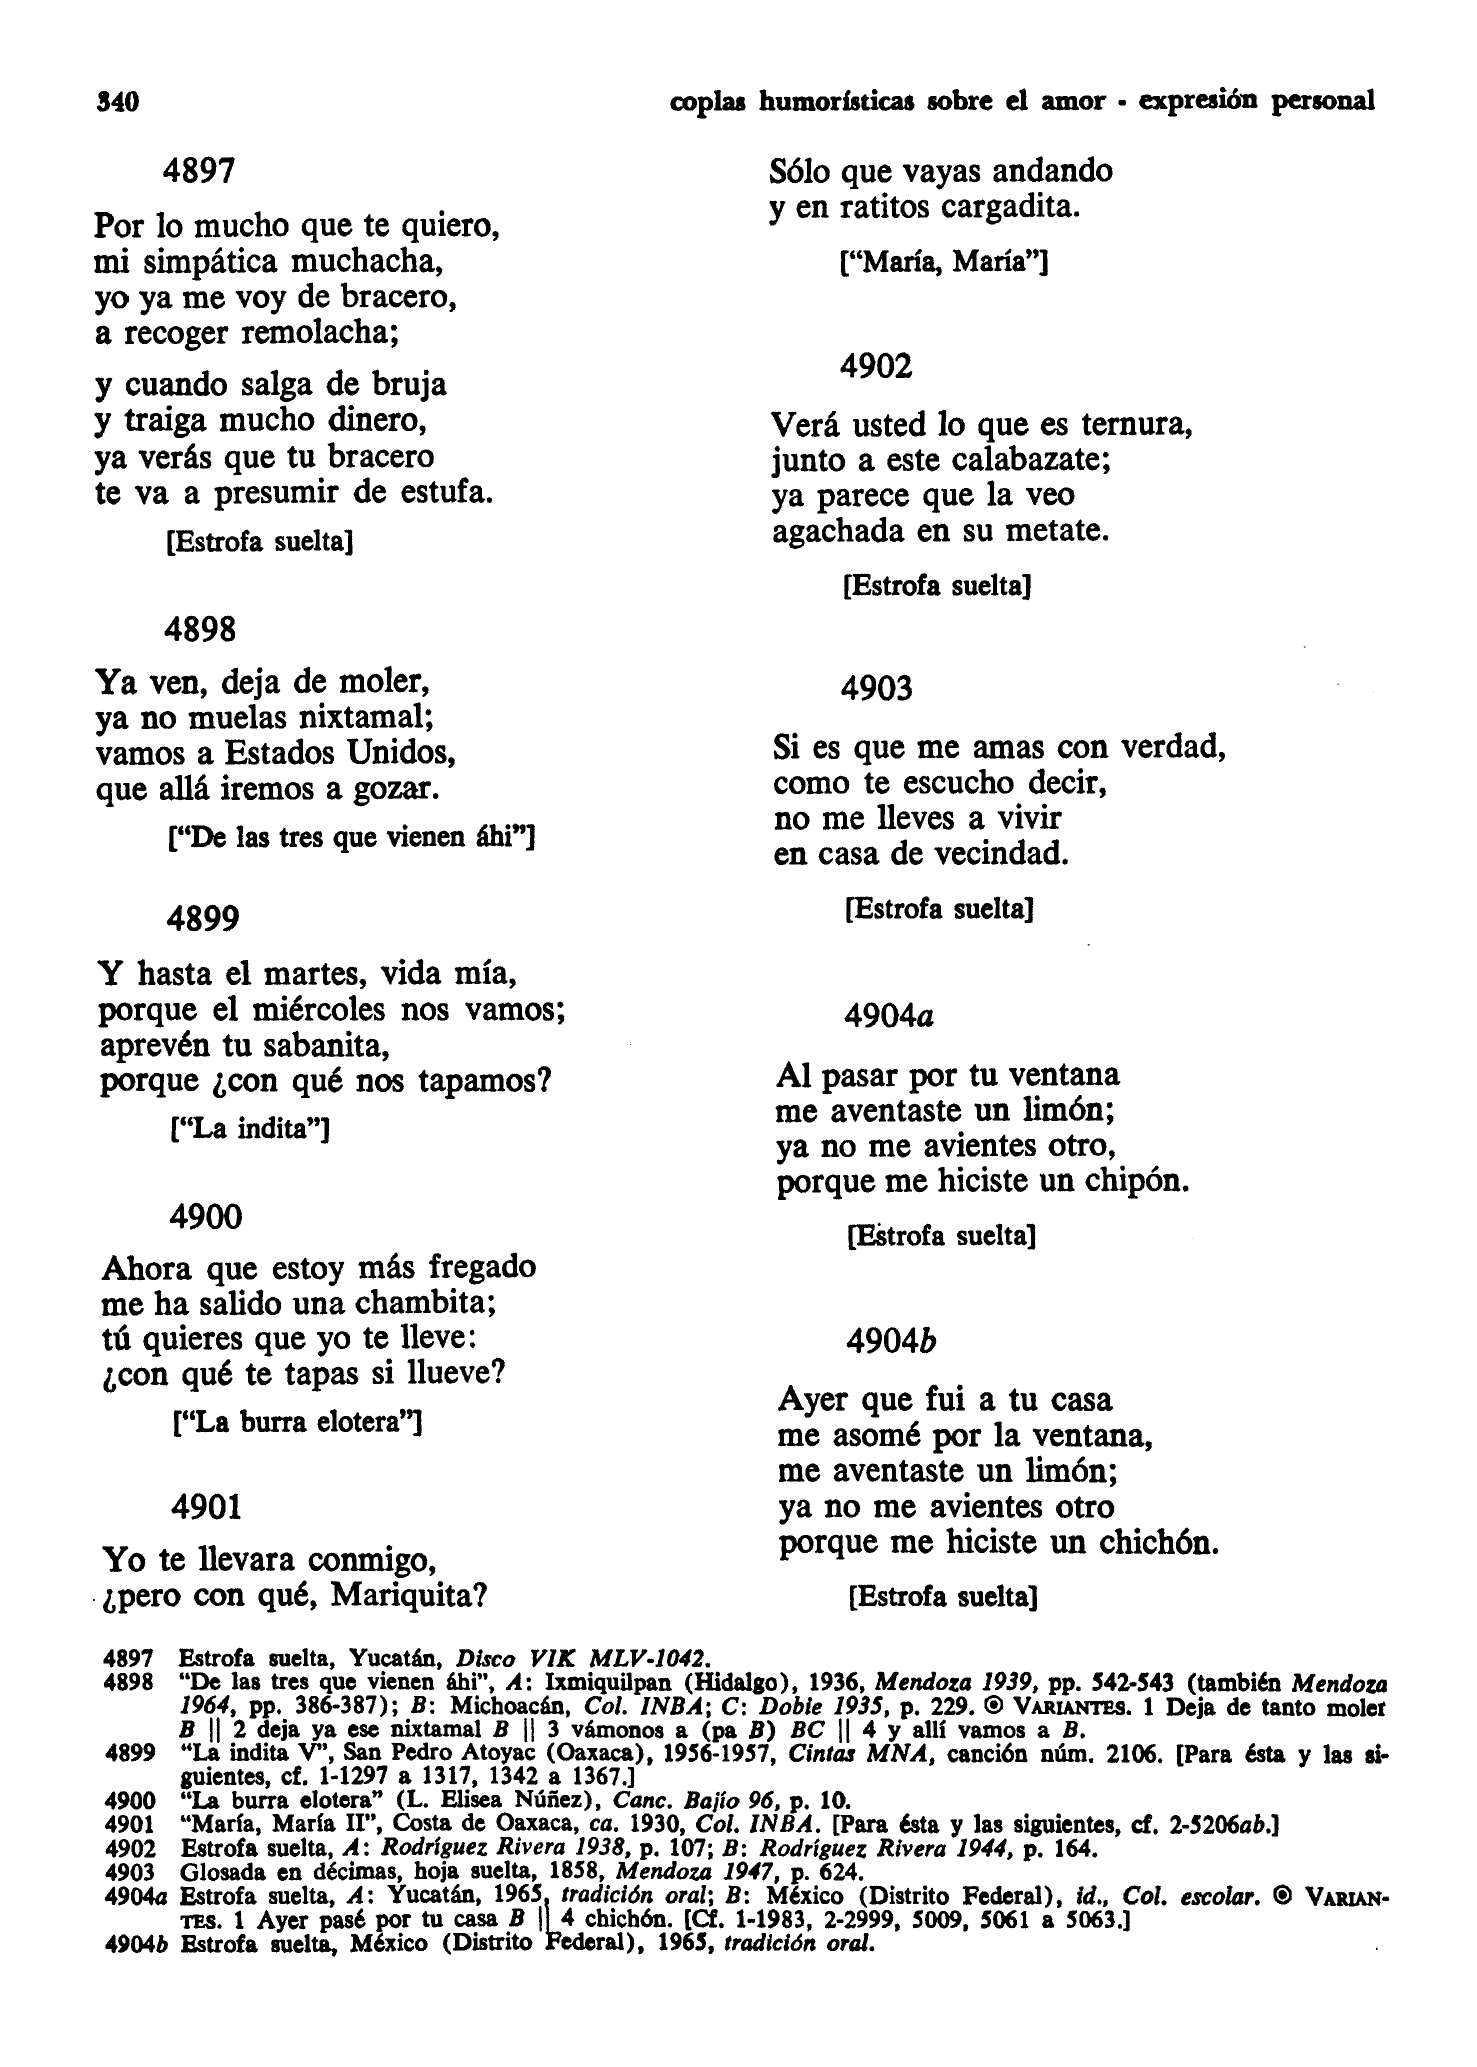 340
coplas humorísticas sobre el amor - expresión personal
4897
Por lo mucho que te quiero,
mi simpática muchacha,
yo ya me voy de bracero,
a recoger remolacha;
y cuando salga de bruja
y traiga mucho dinero,
ya verás que tu bracero
te va a presumir de estufa.
[Estrofa suelta]
4898
Ya ven, deja de moler,
ya no muelas nixtamal;
vamos a Estados Unidos,
que allá iremos a gozar.
[“De las tres que vienen áhi”]
4899
Y hasta el martes, vida mía,
porque el miércoles nos vamos;
aprevén tu sabanita,
porque ¿con qué nos tapamos?
[“La indita”]
4900
Ahora que estoy más fregado
me ha salido una chambita;
tú quieres que yo te lleve:
¿con qué te tapas si llueve?
[“La burra elotera”]
4901
Yo te llevara conmigo,
¿pero con qué, Mariquita?
Sólo que vayas andando
y en ratitos cargadita.
[“María, María”]
4902
Verá usted lo que es ternura,
junto a este calabazate;
ya parece que la veo
agachada en su metate.
[Estrofa suelta]
4903
Si es que me amas con verdad,
como te escucho decir,
no me lleves a vivir
en casa de vecindad.
[Estrofa suelta]
4904a
Al pasar por tu ventana
me aventaste un limón;
ya no me avientes otro,
porque me hiciste un chipón.
[Estrofa suelta]
4904b
Ayer que fui a tu casa
me asomé por la ventana,
me aventaste un limón;
ya no me avientes otro
porque me hiciste un chichón.
[Estrofa suelta]
4897 Estrofa suelta, Yucatán, Disco VIK MLV-1042.
4898 “De las tres que vienen áhi”, A: Ixmiquilpan (Hidalgo), 1936, Mendoza 1939, pp. 542-543 (también Mendoza
1964, pp. 386-387); B: Michoacán, Col. INBA; C: Dobie 1935, p. 229. ® VARIANTES. 1 Deja de tanto moler
B || 2 deja ya ese nixtamal B || 3 vámonos a (pa B) BC || 4 y allí vamos a B.
4899 “La indita V”, San Pedro Atoyac (Oaxaca), 1956-1957, Cintas MNA, canción núm. 2106. [Para ésta y las si-
guientes, cf. 1-1297 a 1317, 1342 a 1367.]
4900 “La burra elotera” (L. Elisea Núñez), Canc. Bajío 96, p. 10.
4901 “María, María II”, Costa de Oaxaca, ca. 1930, Col. INBA. [Para ésta y las siguientes, cf. 2-5206ab.]
4902 Estrofa suelta, A: Rodríguez Rivera 1938, p. 107; B: Rodríguez Rivera 1944, p. 164.
4903 Glosada en décimas, hoja suelta, 1858, Mendoza 1947, p. 624.
4904a Estrofa suelta, A: Yucatán, 1965, tradición oral; B: México (Distrito Federal), id., Col. escolar. ® VARIAN-
TES. 1 Ayer pasé por tu casa B || 4 chichón. [Cf. 1-1983, 2-2999, 5009, 5061 a 5063.]
4904b Estrofa suelta, México (Distrito Federal), 1965, tradición oral.